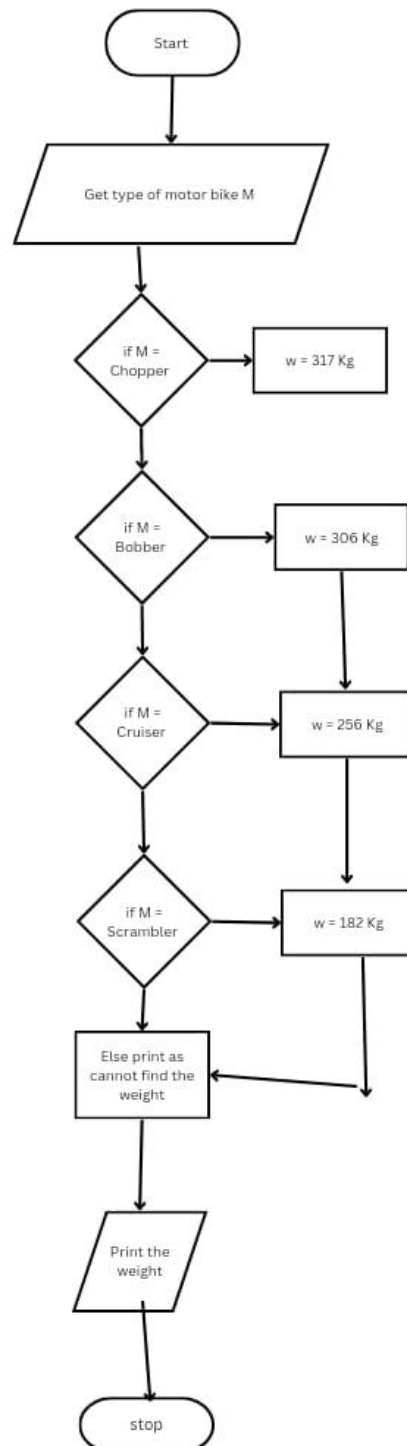 Start
Get type of motor bike M
if M =
Chopper
w = 317 Kg
if M =
Bobber
w = 306 Kg
if M =
Cruiser
w = 256 Kg
if M =
Scrambler
w = 182 Kg
Else print as
cannot find the
weight
Print the
weight
stop